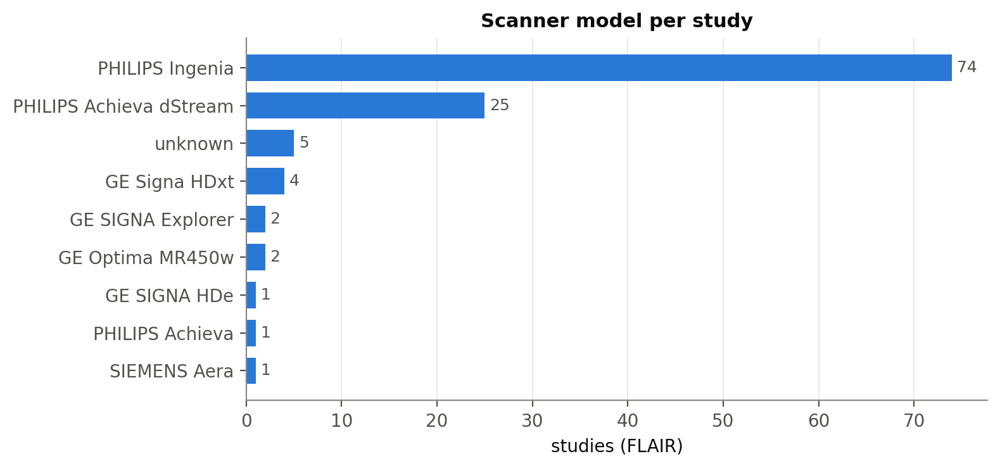 Scanner model per study
PHILIPS Ingenia 74
PHILIPS Achieva dStream 25
unknown 5
GE Signa HDxt 4
GE SIGNA Explorer 2
GE Optima MR450w 2
GE SIGNA HDe 1
PHILIPS Achieva 1
SIEMENS Aera 1
0 10 20 30 40 50 60 70
studies (FLAIR)